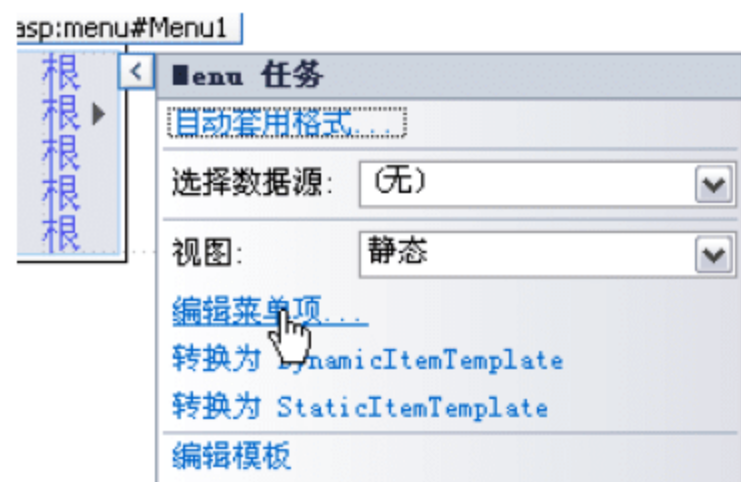 asp:menu#Menu1
根
根
根
根
根
Menu 任务
自动套用格式...
选择数据源: (无)
视图: 静态
编辑菜单项...
转换为 DynamicItemTemplate
转换为 StaticItemTemplate
编辑模板